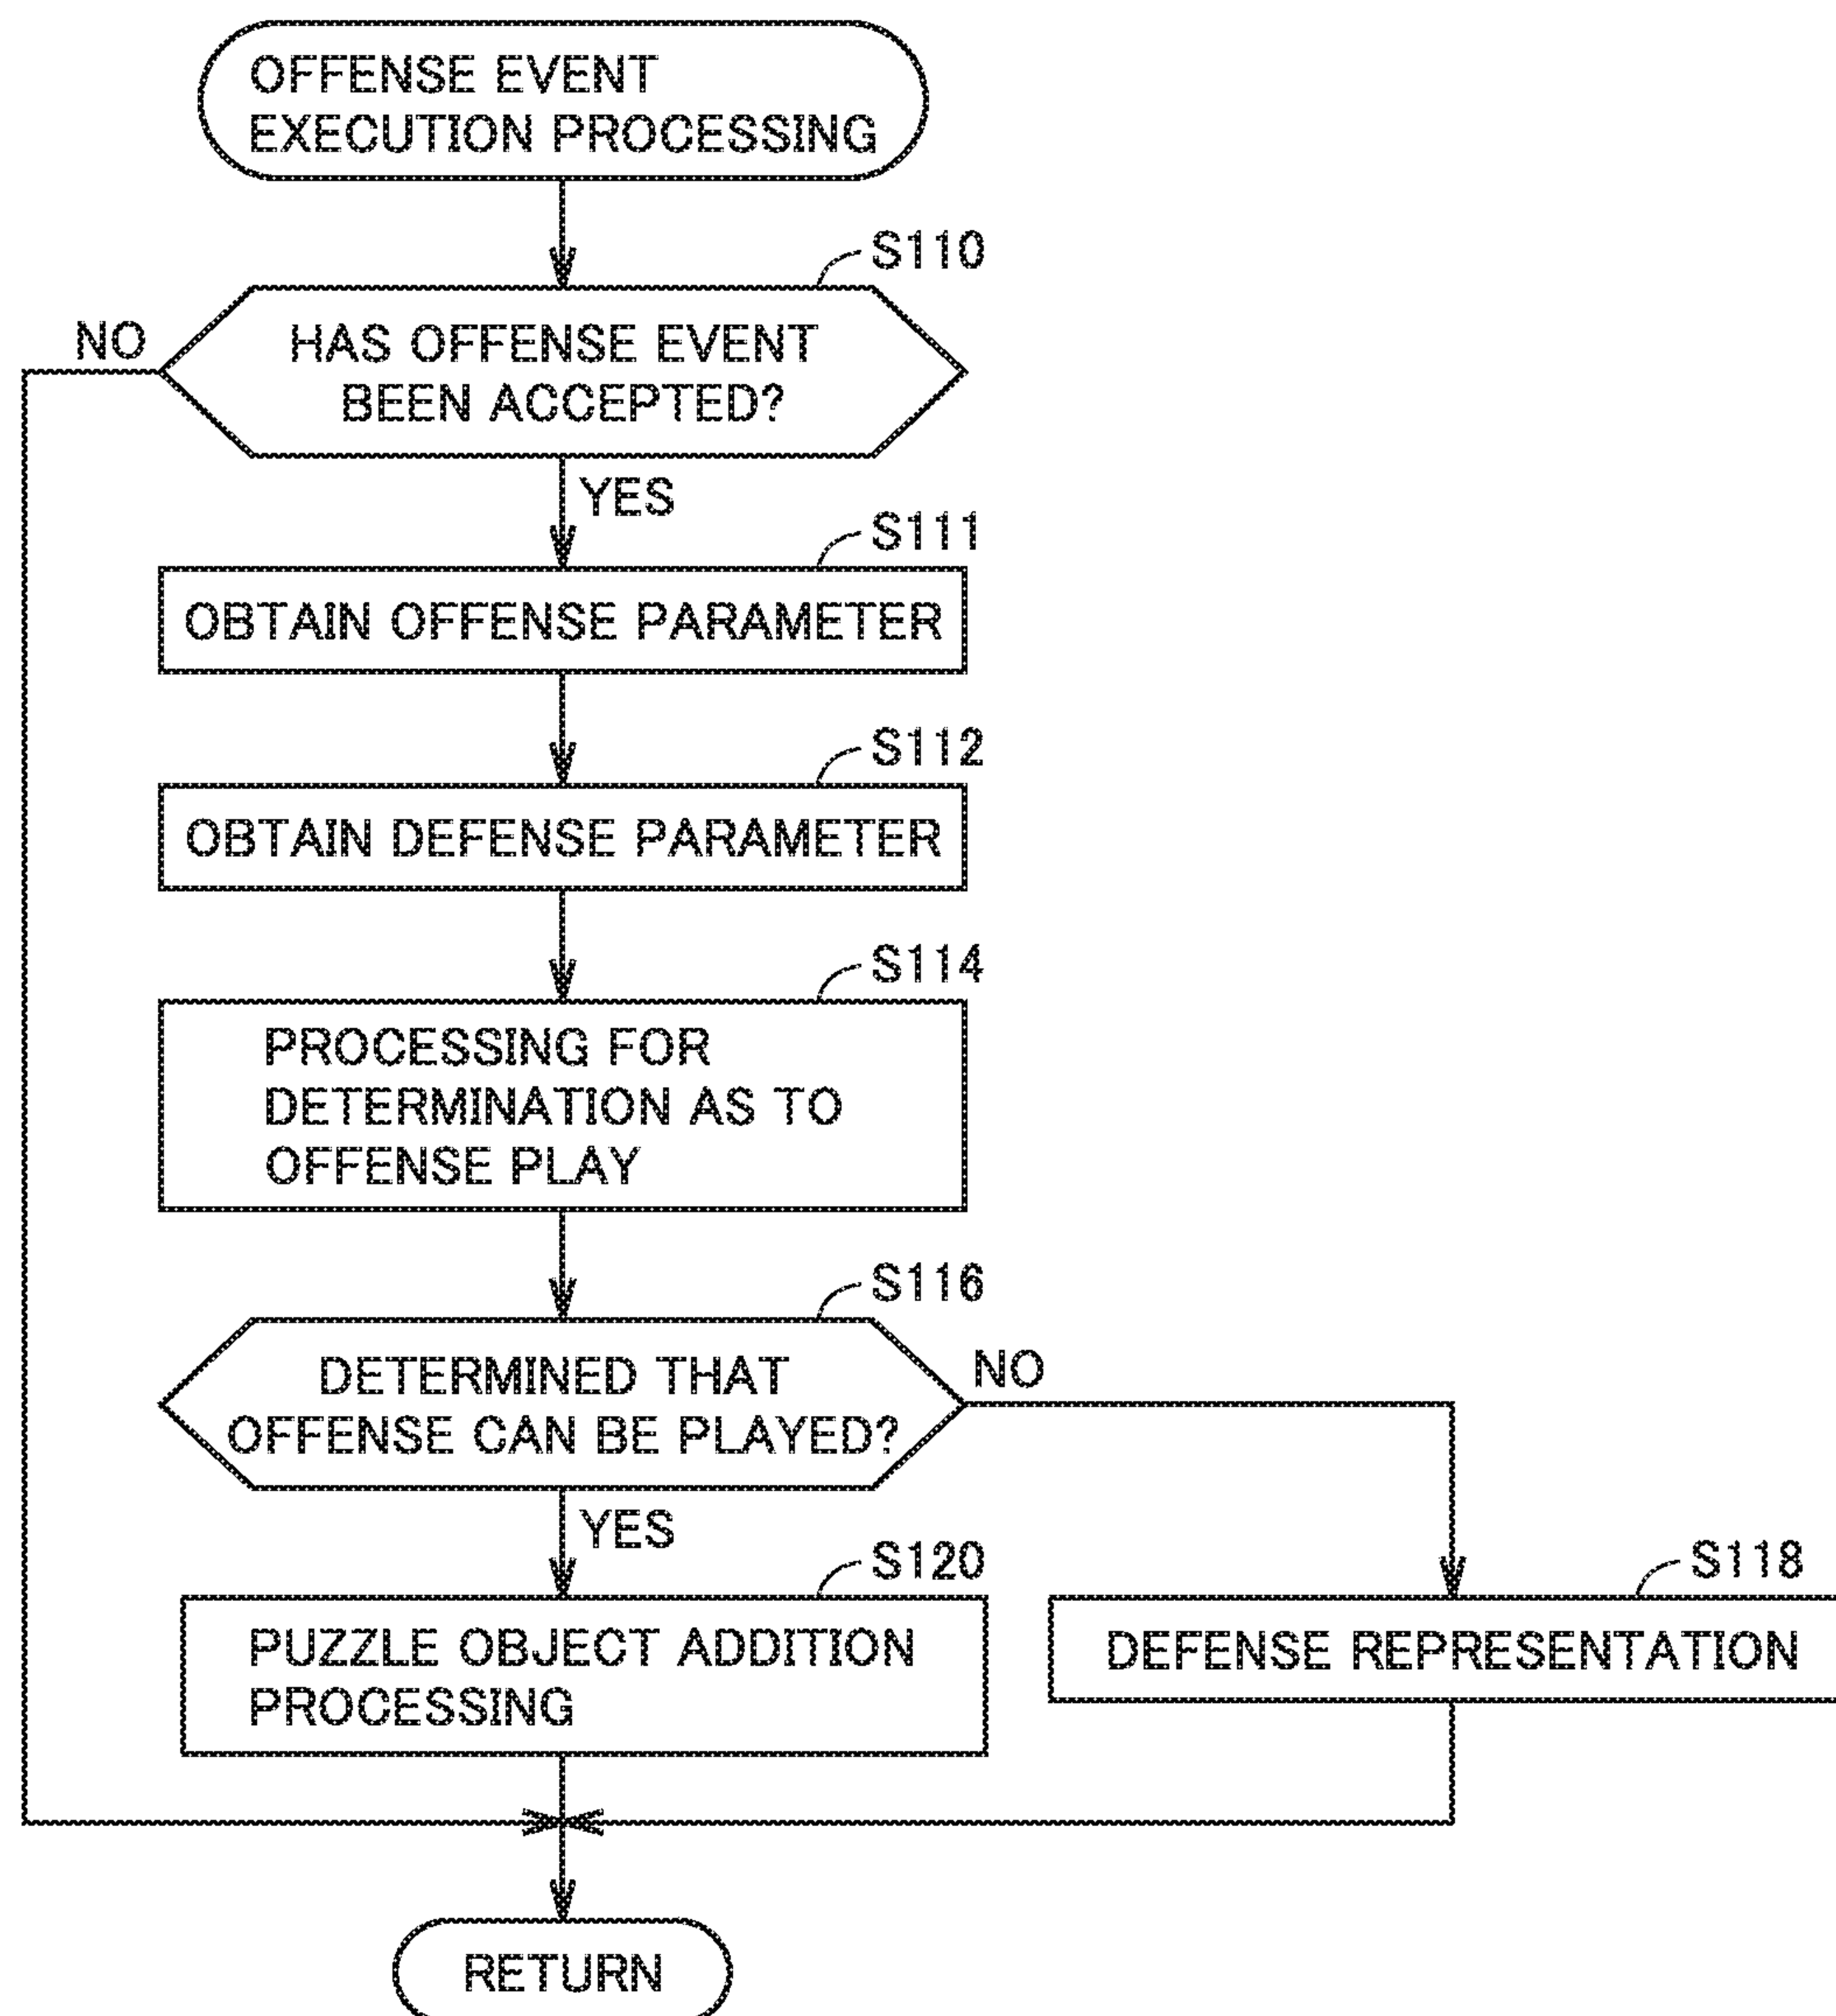 OFFENSE EVENT
EXECUTION PROCESSING
S110
NO
HAS OFFENSE EVENT
BEEN ACCEPTED?
YES
S111
OBTAIN OFFENSE PARAMETER
S112
OBTAIN DEFENSE PARAMETER
S114
PROCESSING FOR
DETERMINATION AS TO
OFFENSE PLAY
S116
DETERMINED THAT
OFFENSE CAN BE PLAYED?
NO
YES
S120
PUZZLE OBJECT ADDITION
PROCESSING
S118
DEFENSE REPRESENTATION
RETURN